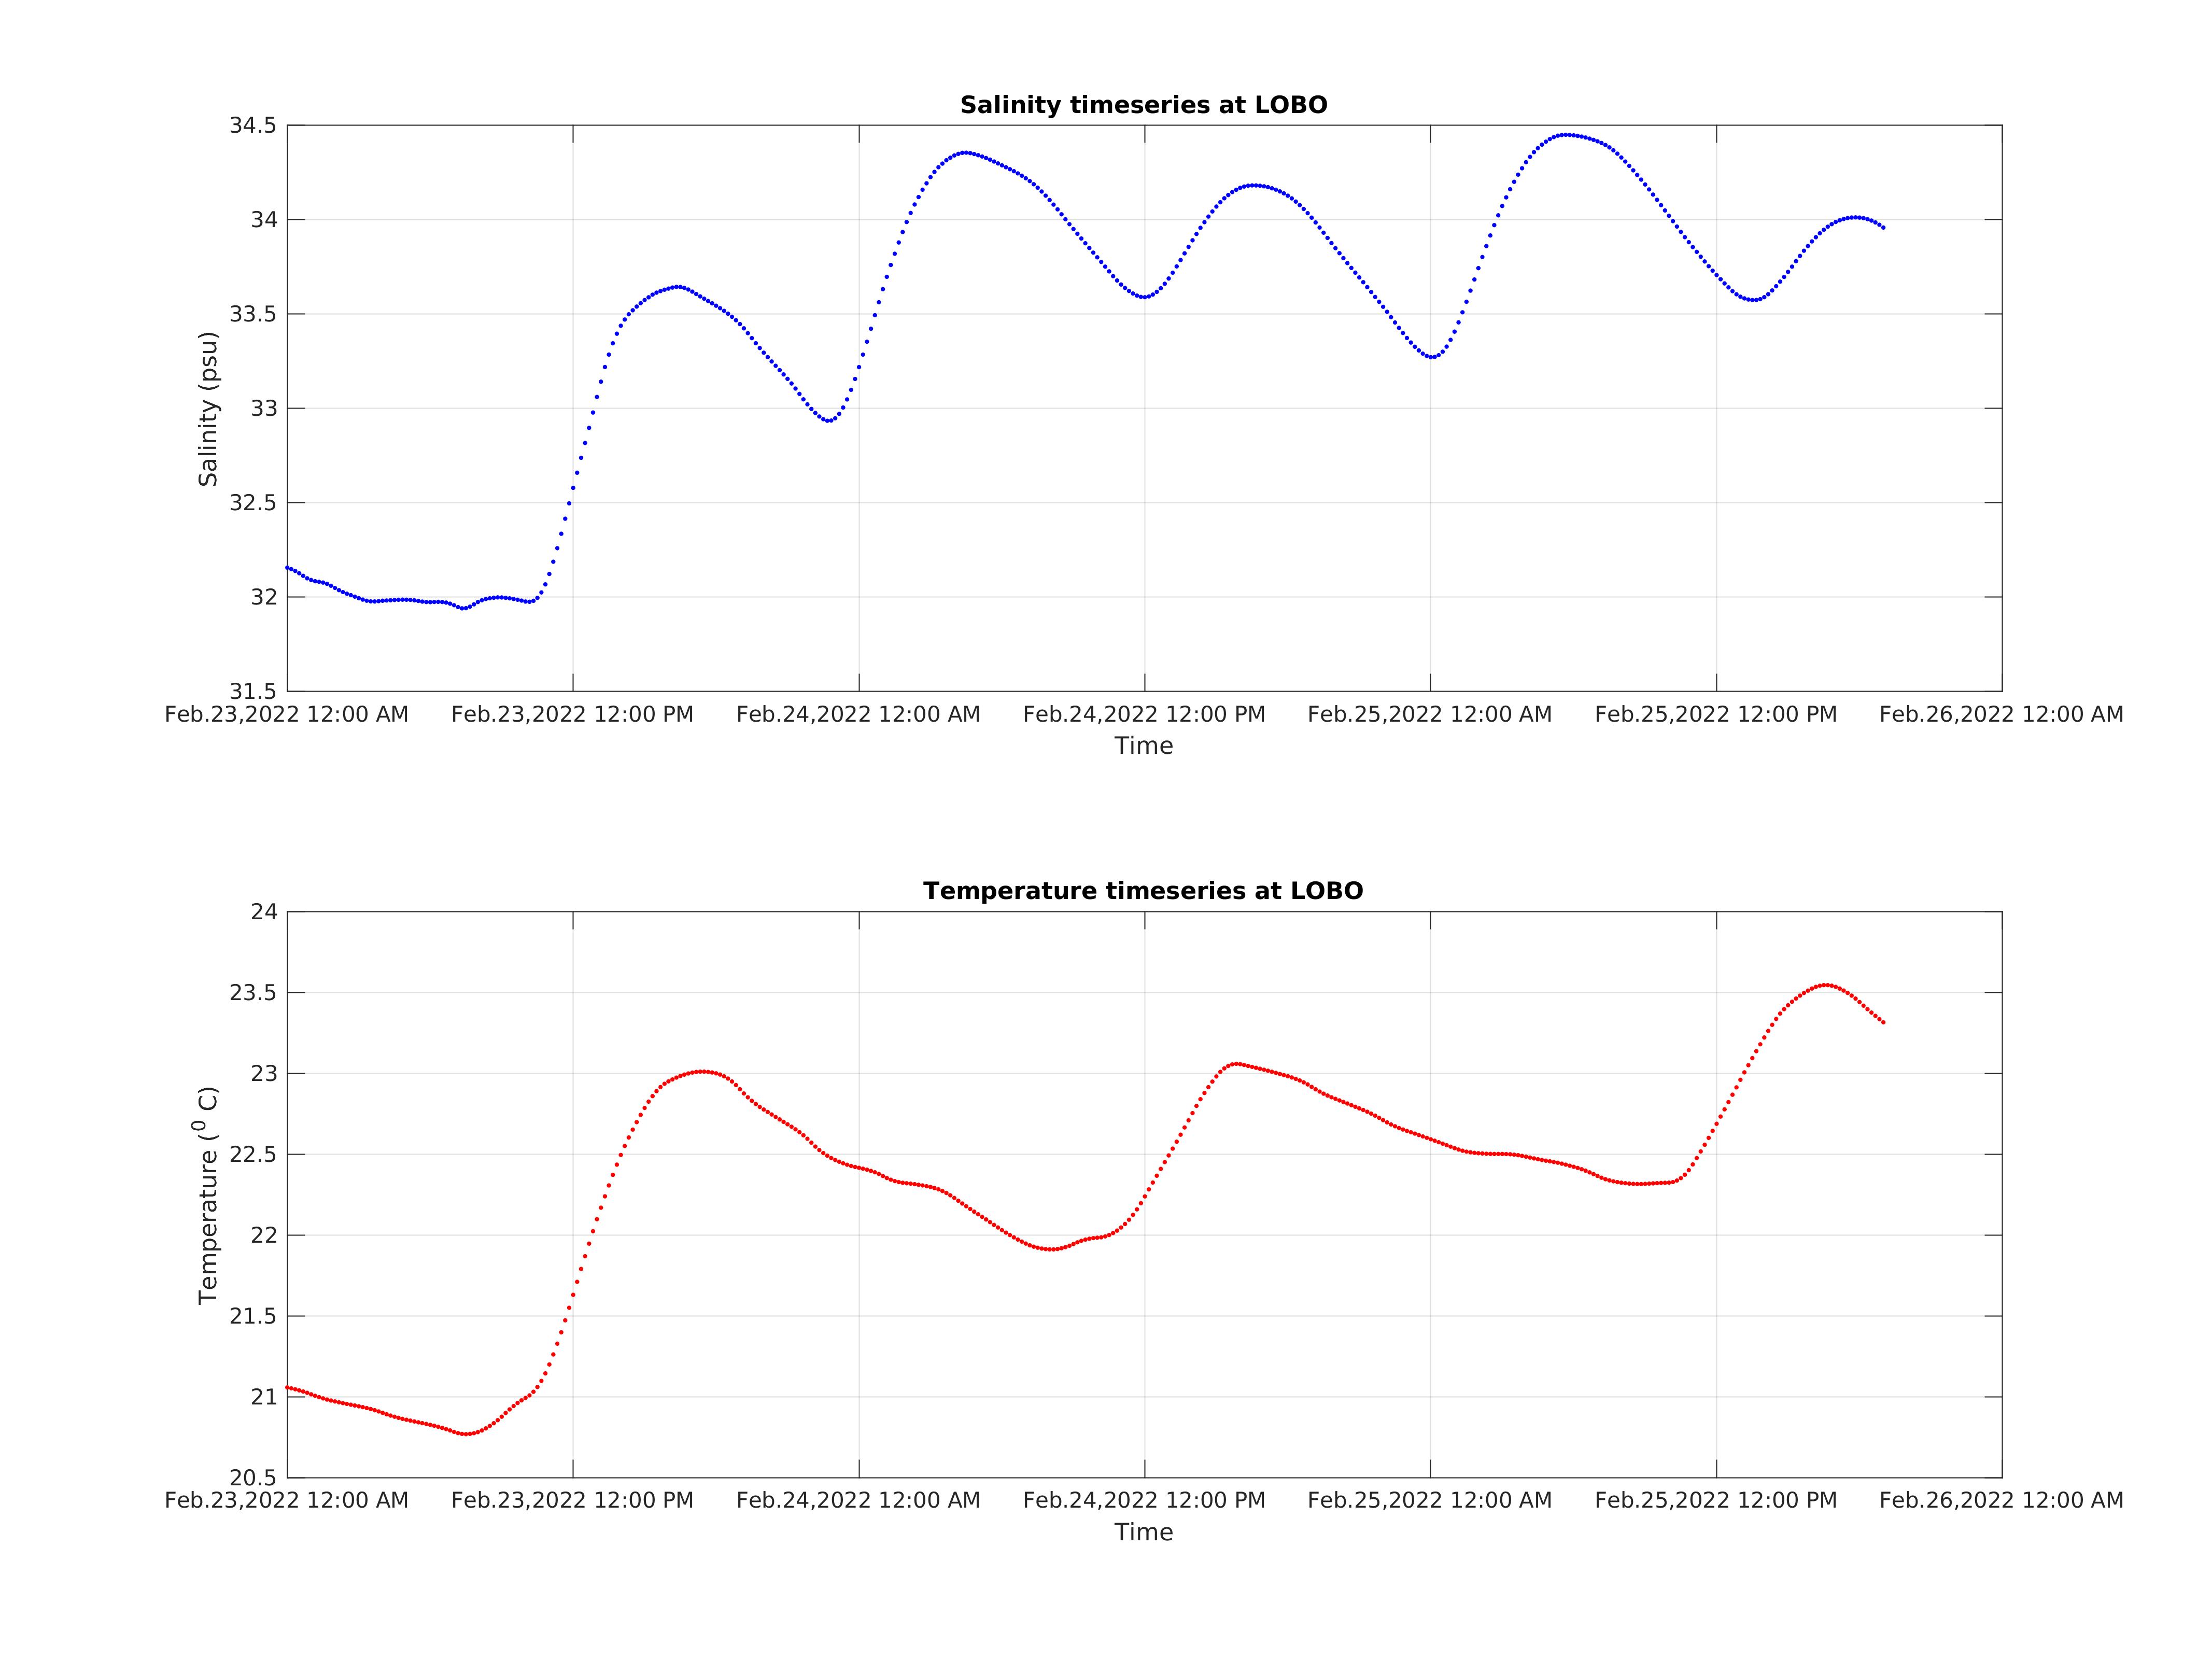 Salinity timeseries at LOBO
34.5
34
33.5
33
32.5
32
31.5
Salinity (psu)
Feb.23,2022 12:00 AM Feb.23,2022 12:00 PM Feb.24,2022 12:00 AM Feb.24,2022 12:00 PM Feb.25,2022 12:00 AM Feb.25,2022 12:00 PM Feb.26,2022 12:00 AM
Time
Temperature timeseries at LOBO
24
23.5
23
22.5
22
21.5
21
20.5
Temperature (⁰ C)
Feb.23,2022 12:00 AM Feb.23,2022 12:00 PM Feb.24,2022 12:00 AM Feb.24,2022 12:00 PM Feb.25,2022 12:00 AM Feb.25,2022 12:00 PM Feb.26,2022 12:00 AM
Time